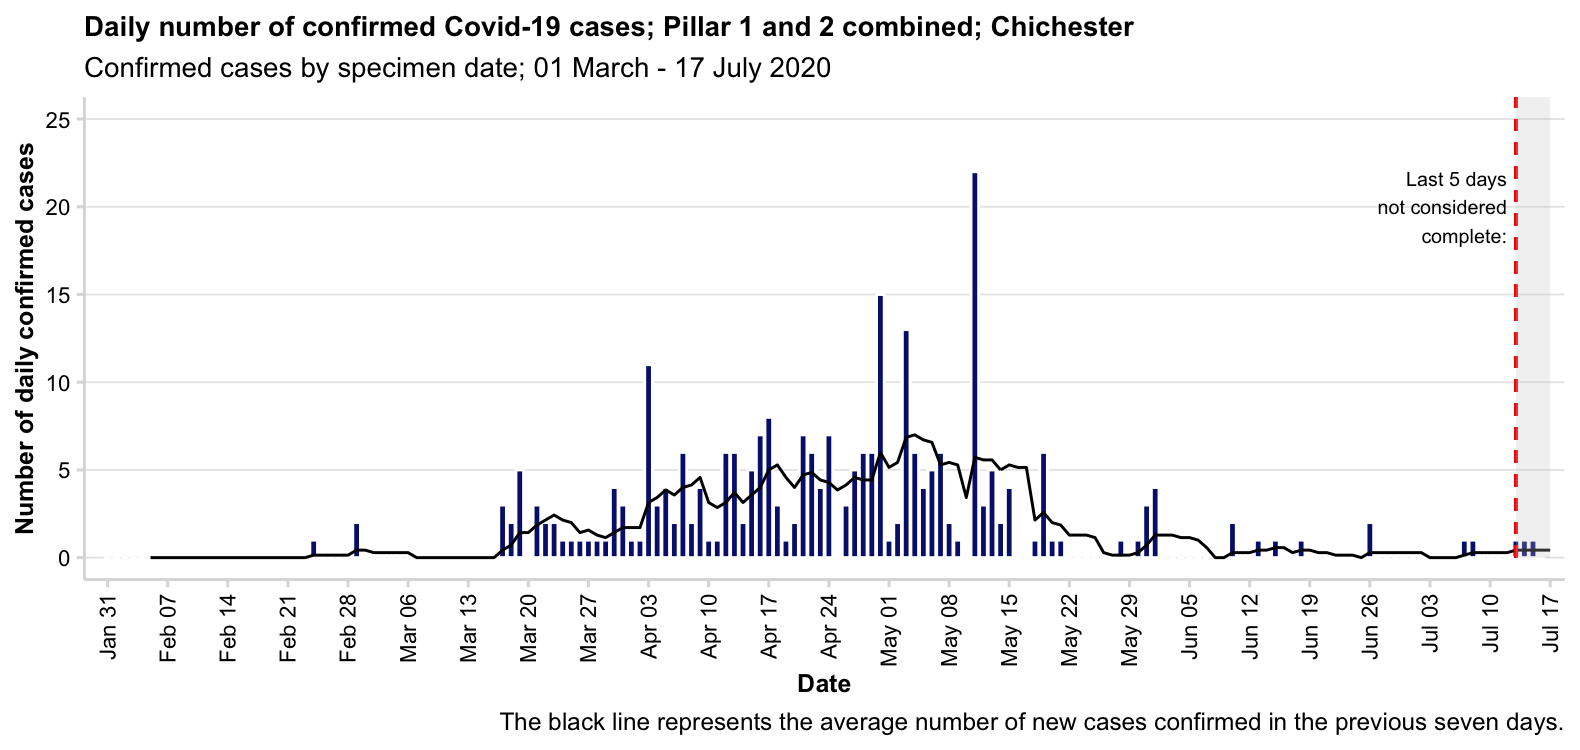 Daily number of confirmed Covid-19 cases; Pillar 1 and 2 combined; Chichester
Confirmed cases by specimen date; 01 March - 17 July 2020
Number of daily confirmed cases
25
20
15
10
5
0
Last 5 days
not considered
complete:
Jan 31
Feb 07
Feb 14
Feb 21
Feb 28
Mar 06
Mar 13
Mar 20
Mar 27
Apr 03
Apr 10
Apr 17
Apr 24
May 01
May 08
May 15
May 22
May 29
Jun 05
Jun 12
Jun 19
Jun 26
Jul 03
Jul 10
Jul 17
Date
The black line represents the average number of new cases confirmed in the previous seven days.